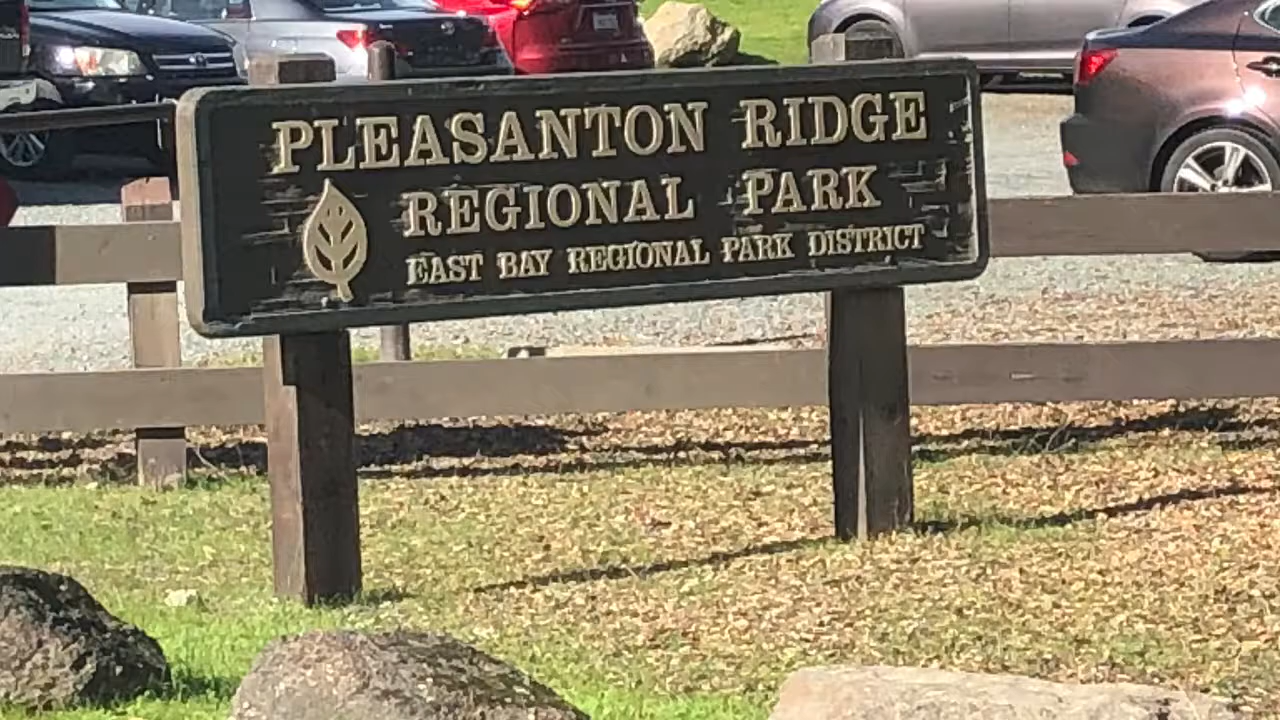 PLEASANTON RIDGE
REGIONAL PARK
EAST BAY REGIONAL PARK DISTRICT